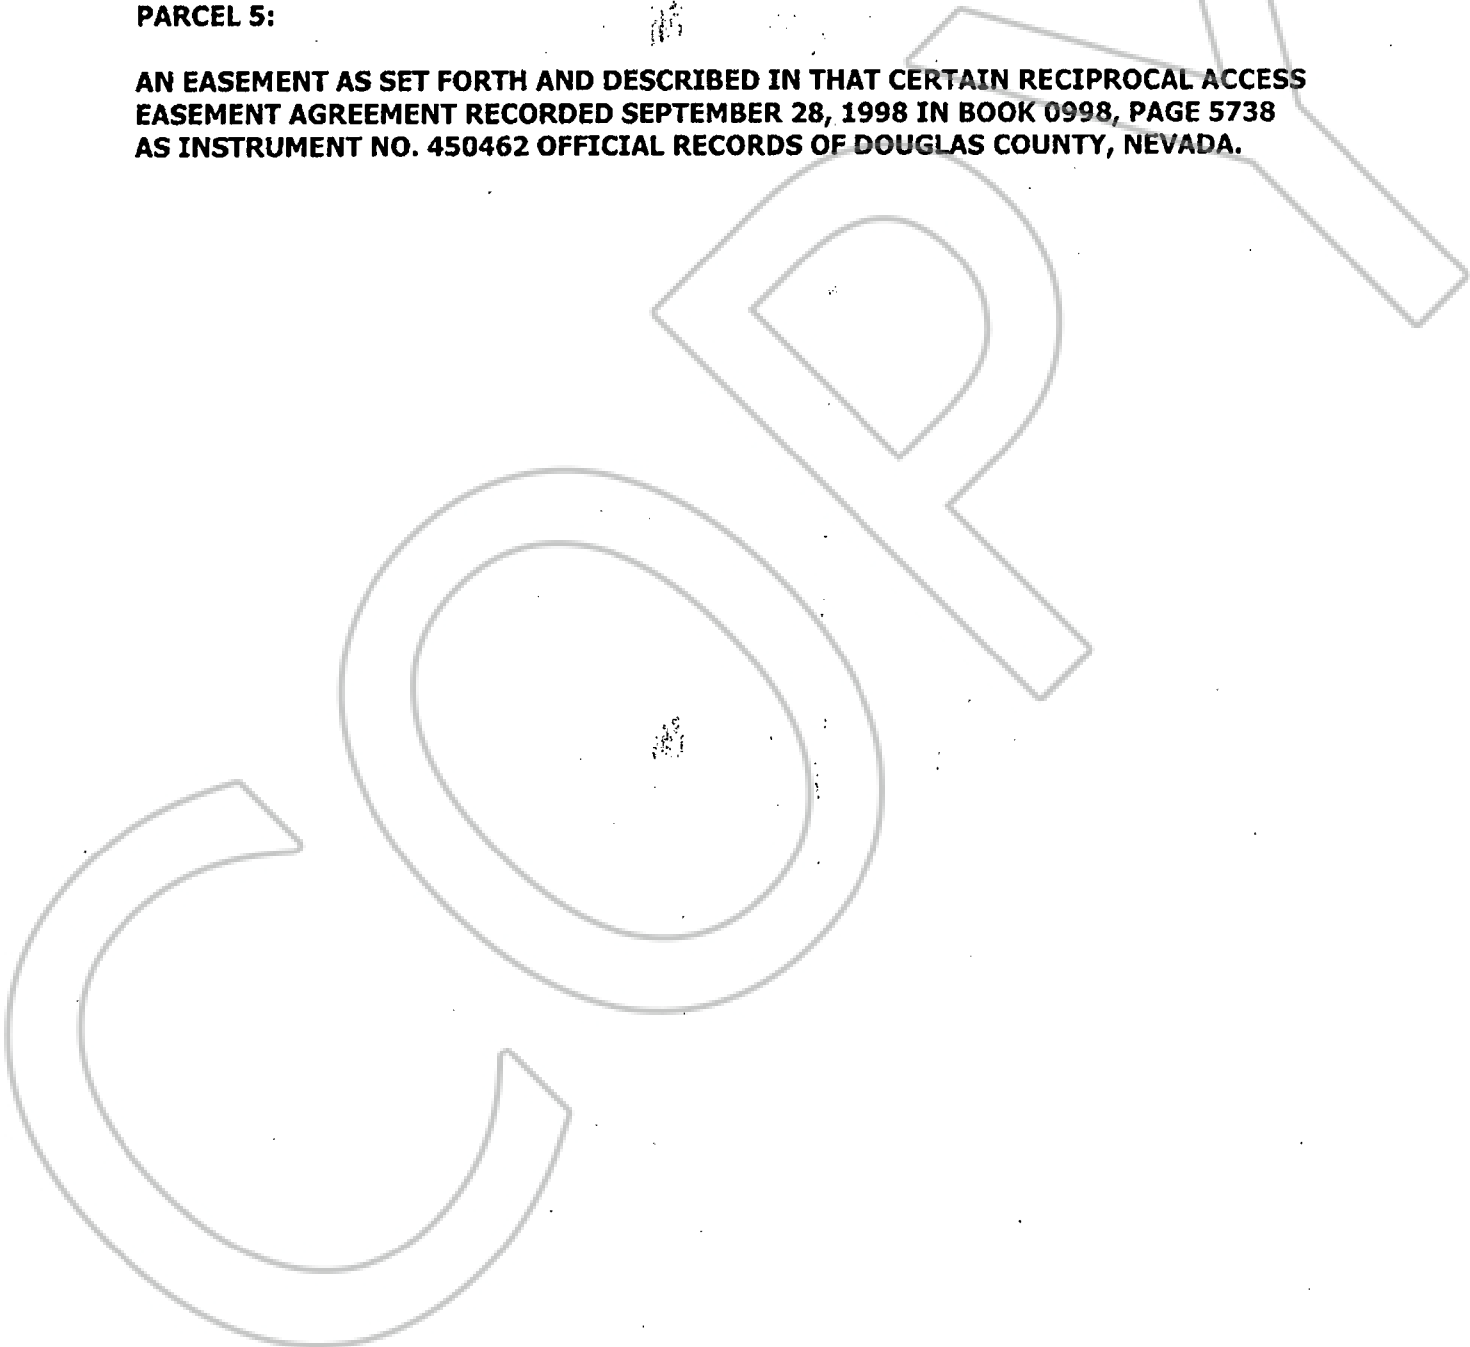 PARCEL 5:
AN EASEMENT AS SET FORTH AND DESCRIBED IN THAT CERTAIN RECIPROCAL ACCESS
EASEMENT AGREEMENT RECORDED SEPTEMBER 28, 1998 IN BOOK 0998, PAGE 5738
AS INSTRUMENT NO. 450462 OFFICIAL RECORDS OF DOUGLAS COUNTY, NEVADA.
COPY